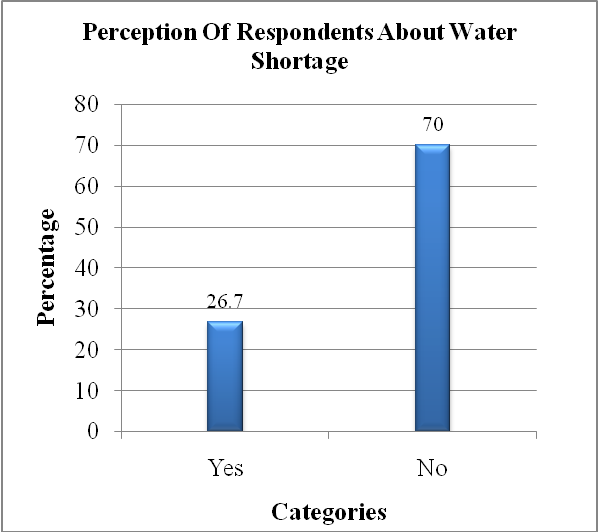 Perception Of Respondents About Water
Shortage
80
70
60
50
40
30
20
10
0
Percentage
26.7
70
Yes No
Categories